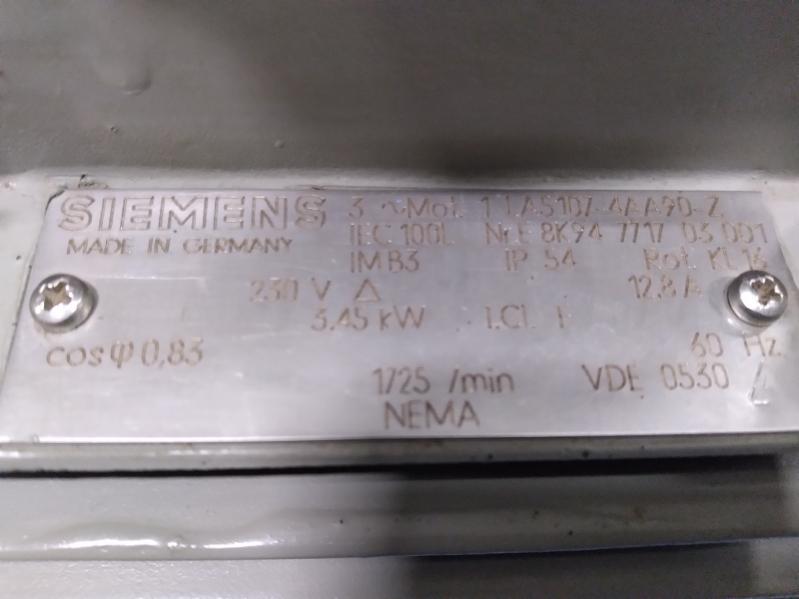 SIEMENS 3 ~Mot. 1LA5107-4AA90-Z
MADE IN GERMANY IEC 100L Nr.E 8K94 7717 03 001
IM B3 IP 54 Rot. KL 16
230 V Δ 12,8 A
3,45 kW I.CL F
cos φ 0,83 60 Hz
1725 /min VDE 0530
NEMA